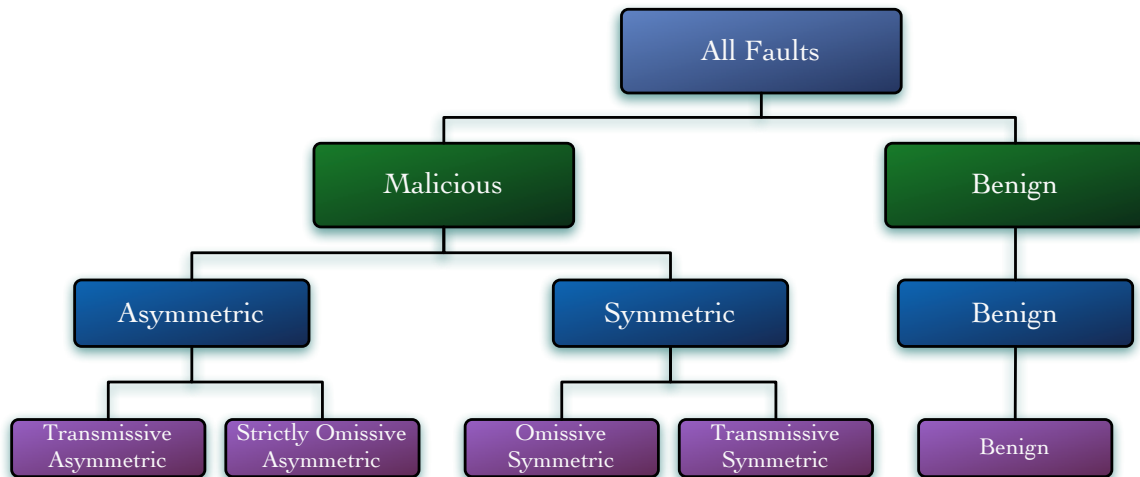 All Faults
Malicious
Benign
Asymmetric
Symmetric
Benign
Transmissive
Asymmetric
Strictly Omissive
Asymmetric
Omissive
Symmetric
Transmissive
Symmetric
Benign